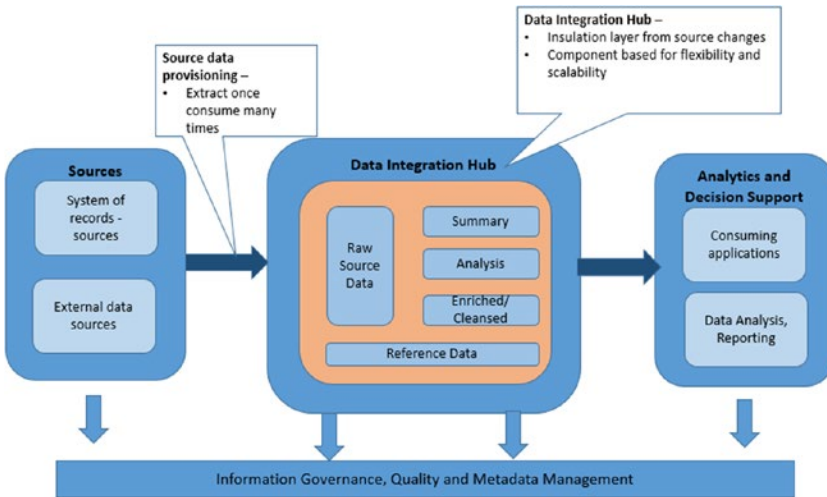 Data Integration Hub –
• Insulation layer from source changes
• Component based for flexibility and
scalability
Source data
provisioning –
• Extract once
consume many
times
Sources
System of
records -
sources
External data
sources
Data Integration Hub
Raw
Source
Data
Summary
Analysis
Enriched/
Cleansed
Reference Data
Analytics and
Decision Support
Consuming
applications
Data Analysis,
Reporting
Information Governance, Quality and Metadata Management